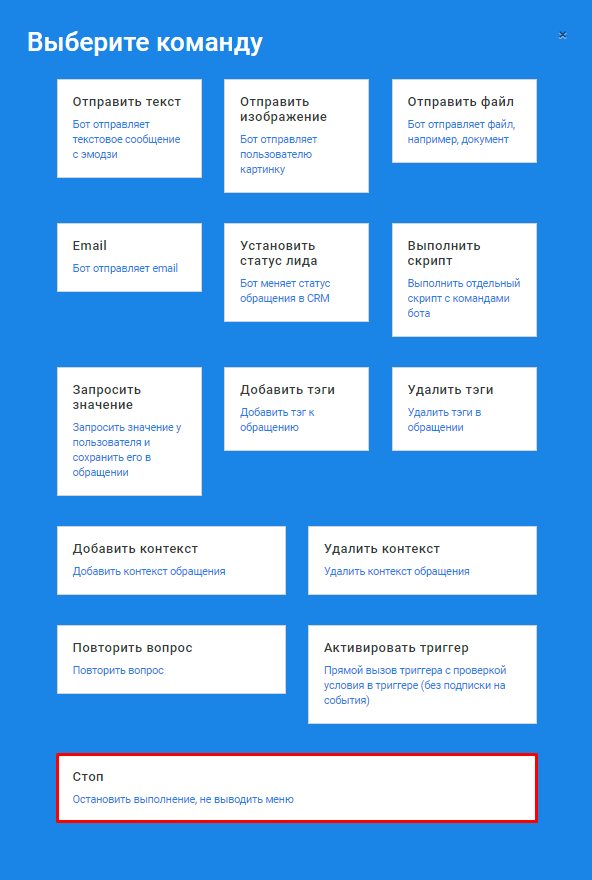 Выберите команду
×
Отправить текст
Бот отправляет
текстовое сообщение
с эмодзи
Отправить
изображение
Бот отправляет
пользователю
картинку
Отправить файл
Бот отправляет файл,
например, документ
Email
Бот отправляет email
Установить
статус лида
Бот меняет статус
обращения в CRM
Выполнить
скрипт
Выполнить отдельный
скрипт с командами
бота
Запросить
значение
Запросить значение у
пользователя и
сохранить его в
обращении
Добавить тэги
Добавить тэг к
обращению
Удалить тэги
Удалить тэги в
обращении
Добавить контекст
Добавить контекст обращения
Удалить контекст
Удалить контекст обращения
Повторить вопрос
Повторить вопрос
Активировать триггер
Прямой вызов триггера с проверкой
условия в триггере (без подписки на
события)
Стоп
Остановить выполнение, не выводить меню